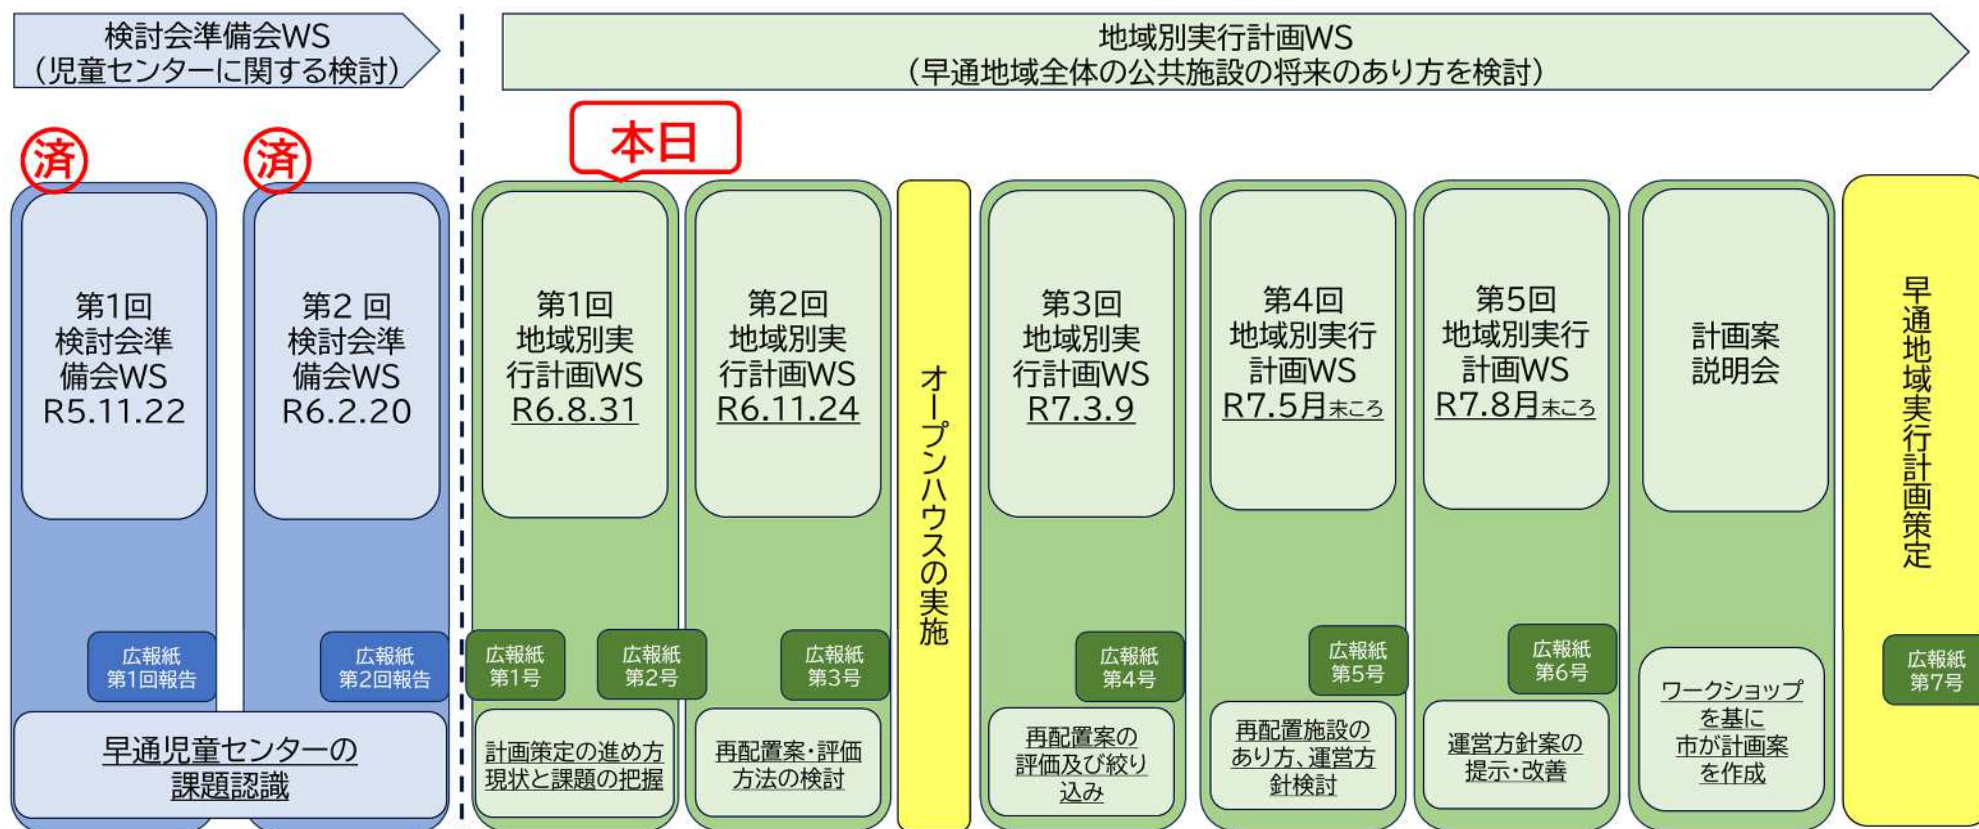 検討会準備会WS
（児童センターに関する検討）
地域別実行計画WS
（早通地域全体の公共施設の将来のあり方を検討）
済
済
本日
第1回
検討会準
備会WS
R5.11.22
広報紙
第1回報告
第2 回
検討会準
備会WS
R6.2.20
広報紙
第2回報告
早通児童センターの
課題認識
第1回
地域別実
行計画WS
R6.8.31
広報紙
第1号
広報紙
第2号
計画策定の進め方
現状と課題の把握
第2回
地域別実
行計画WS
R6.11.24
広報紙
第3号
再配置案・評価
方法の検討
オープンハウスの実施
第3回
地域別実
行計画WS
R7.3.9
広報紙
第4号
再配置案の
評価及び絞り
込み
第4回
地域別実行
計画WS
R7.5月末ころ
広報紙
第5号
再配置施設の
あり方、運営方
針検討
第5回
地域別実行
計画WS
R7.8月末ころ
広報紙
第6号
運営方針案の
提示・改善
計画案
説明会
ワークショップ
を基に
市が計画案
を作成
早通地域実行計画策定
広報紙
第7号